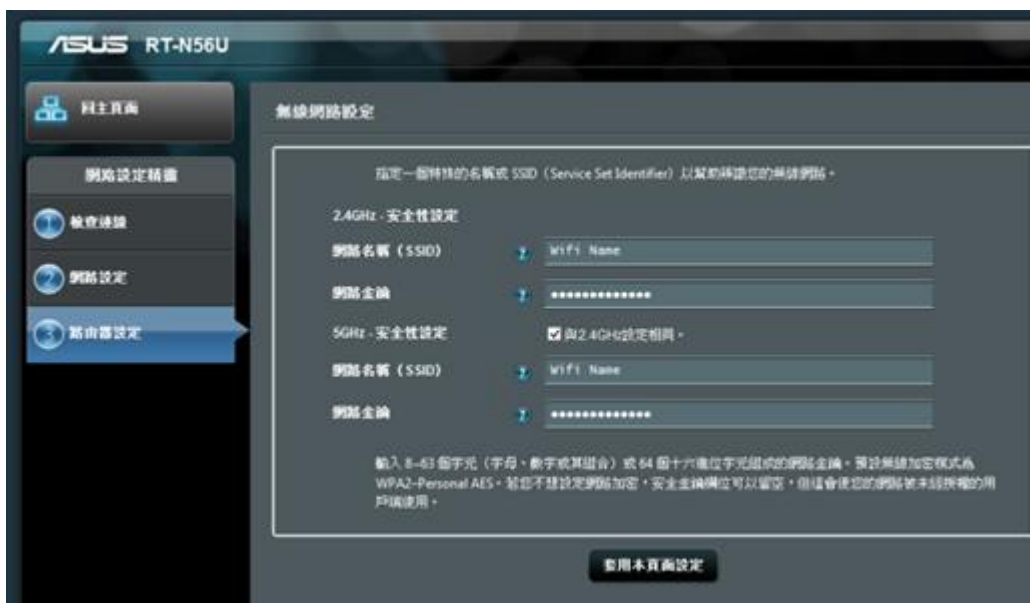 ASUS RT-N56U
回主頁面
網路設定精靈
1 檢查連線
2 網路設定
3 路由器設定
無線網路設定
指定一個特殊的名稱或 SSID（Service Set Identifier）以幫助辨識您的無線網路。
2.4GHz - 安全性設定
網路名稱（SSID） ? Wifi Name
網路金鑰 ? •••••••••••••
5GHz - 安全性設定 與2.4GHz設定相同。
網路名稱（SSID） ? Wifi Name
網路金鑰 ? •••••••••••••
輸入 8-63 個字元（字母、數字或其組合）或 64 個十六進位字元組成的網路金鑰。預設無線加密模式為
WPA2-Personal AES。若您不想設定網路加密，安全金鑰欄位可以留空，但這會使您的網路被未經授權的用
戶端使用。
套用本頁面設定